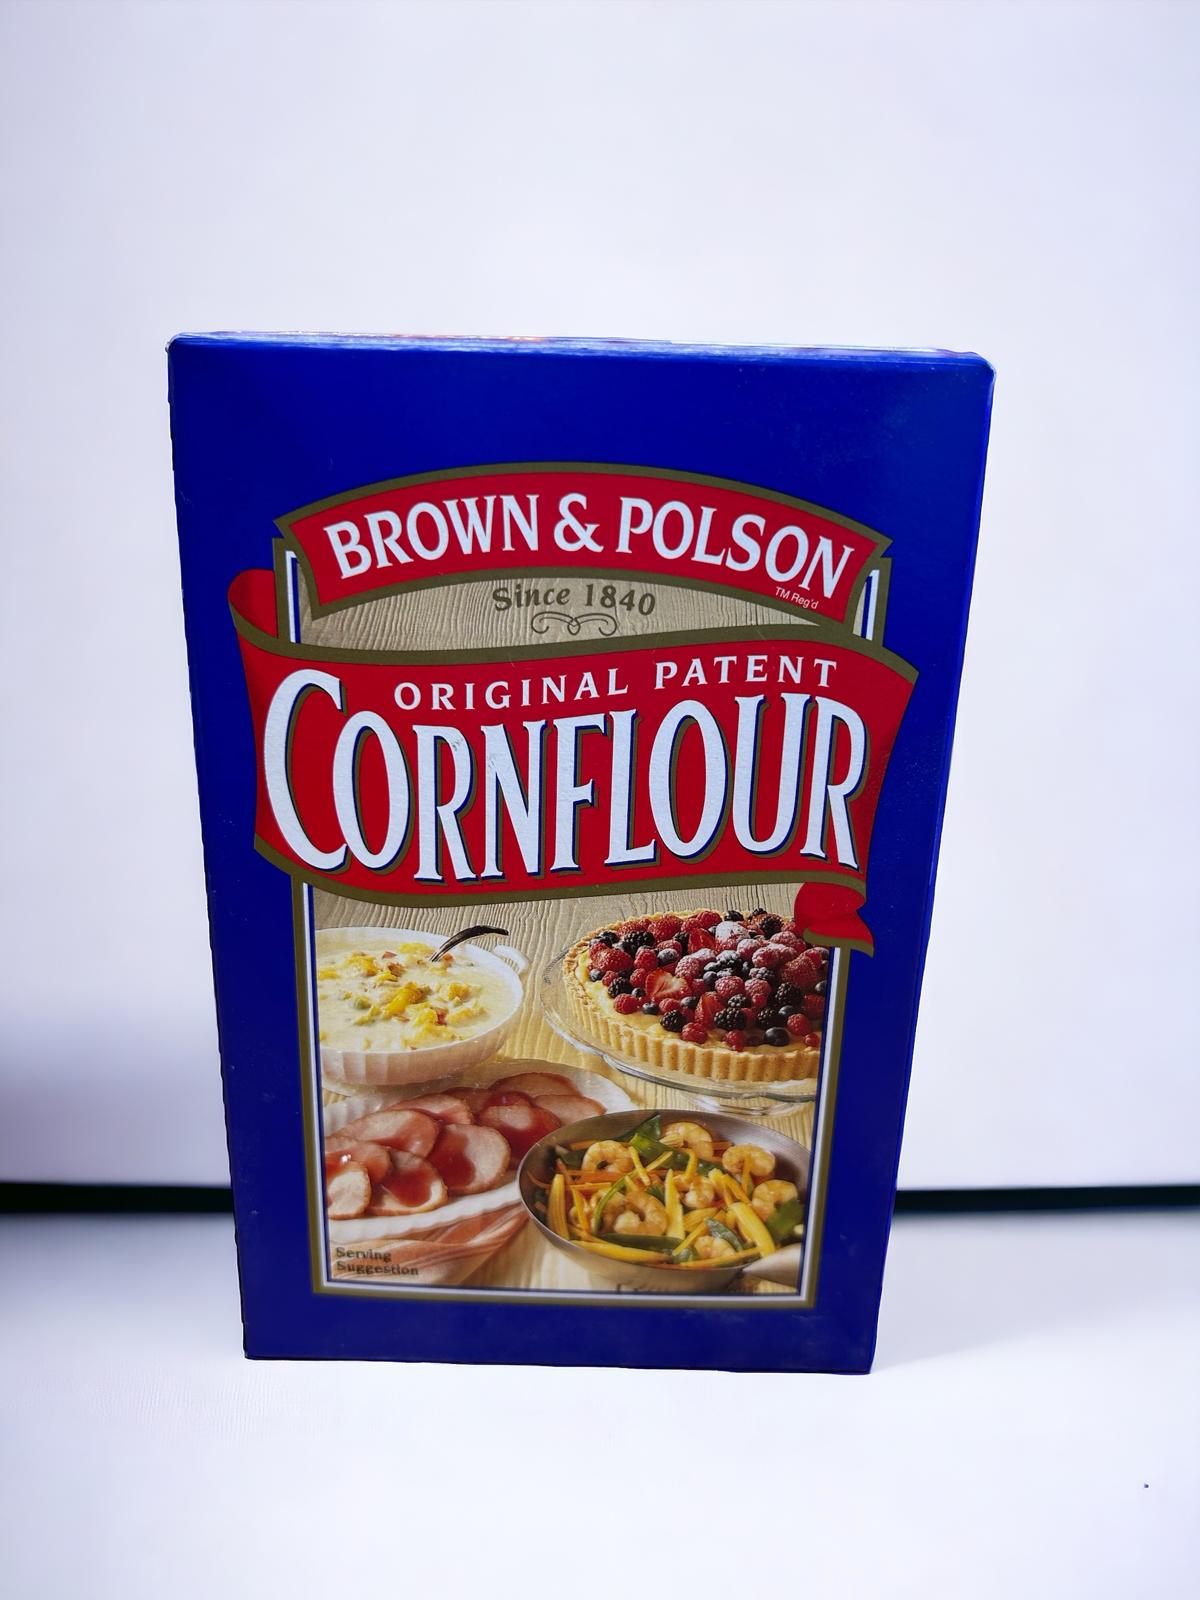 BROWN & POLSON
TM Reg'd
Since 1840
ORIGINAL PATENT
CORNFLOUR
Serving
Suggestion